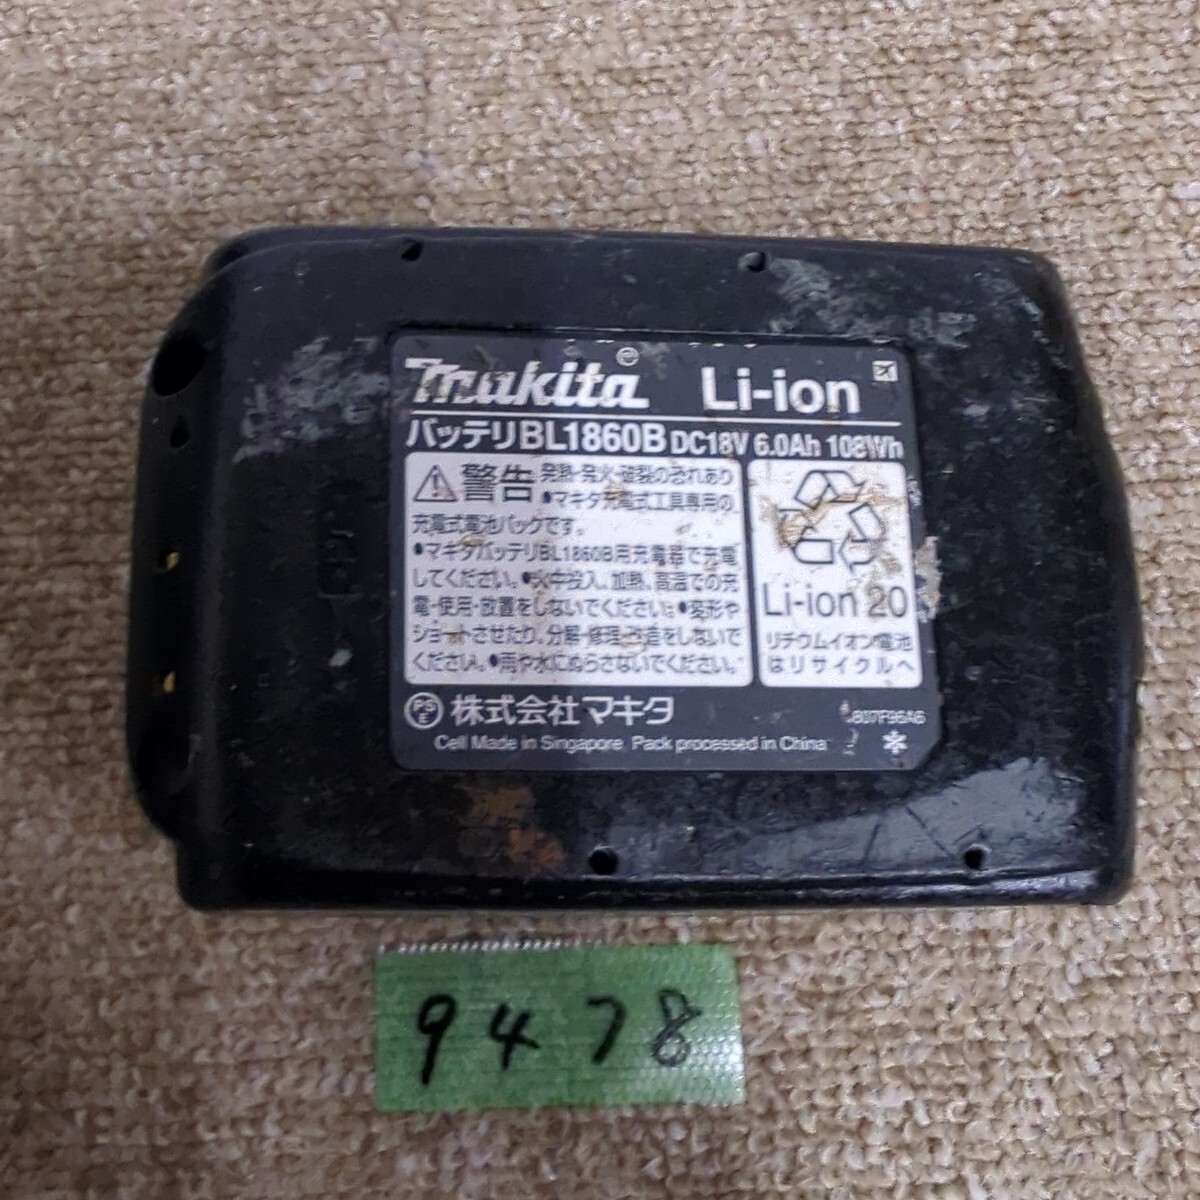 makita Li-ion
バッテリBL1860B DC18V 6.0Ah 108Wh
警告 発熱・発火・破裂の恐れあり
●マキタ充電式工具専用の
充電式電池パックです。
●マキタバッテリBL1860B用充電器で充電
してください。●火中投入、加熱、高温での充
電・使用・放置をしないでください。●変形や
ショートさせたり、分解・修理・改造をしないで
ください。●雨や水にぬらさないでください。
Li-ion 20
リチウムイオン電池
はリサイクルへ
PS E 株式会社マキタ
807F96A6
Cell Made in Singapore Pack processed in China
9478